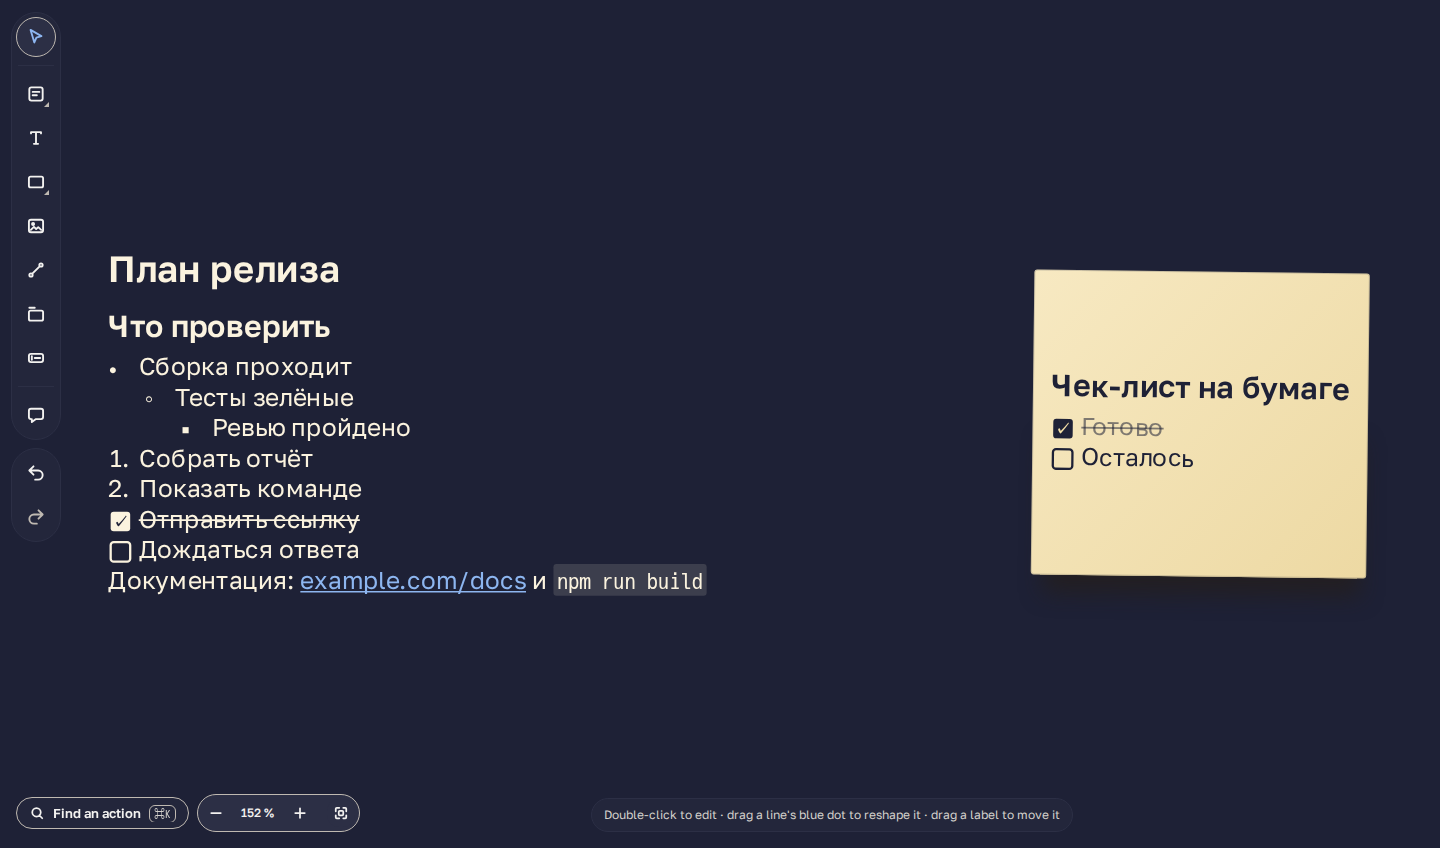 План релиза
Что проверить
• Сборка проходит
◦ Тесты зелёные
▪ Ревью пройдено
1. Собрать отчёт
2. Показать команде
☑ Отправить ссылку
☐ Дождаться ответа
Документация: example.com/docs и npm run build
Чек-лист на бумаге
☑ Готово
☐ Осталось
Find an action ⌘K
152 %
Double-click to edit · drag a line's blue dot to reshape it · drag a label to move it